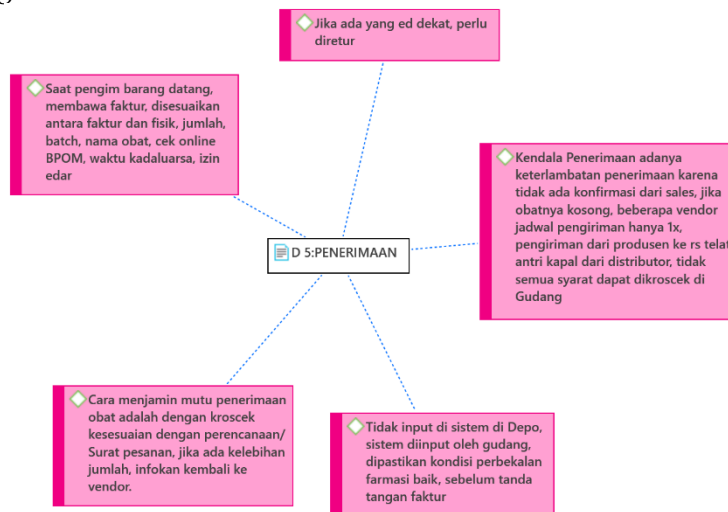 Jika ada yang ed dekat, perlu
diretur
Saat pengim barang datang,
membawa faktur, disesuaikan
antara faktur dan fisik, jumlah,
batch, nama obat, cek online
BPOM, waktu kadaluarsa, izin
edar
Kendala Penerimaan adanya
keterlambatan penerimaan karena
tidak ada konfirmasi dari sales, jika
obatnya kosong, beberapa vendor
jadwal pengiriman hanya 1x,
pengiriman dari produsen ke rs telat
antri kapal dari distributor, tidak
semua syarat dapat dikroscek di
Gudang
D 5:PENERIMAAN
Cara menjamin mutu penerimaan
obat adalah dengan kroscek
kesesuaian dengan perencanaan/
Surat pesanan, jika ada kelebihan
jumlah, infokan kembali ke
vendor.
Tidak input di sistem di Depo,
sistem diinput oleh gudang,
dipastikan kondisi perbekalan
farmasi baik, sebelum tanda
tangan faktur